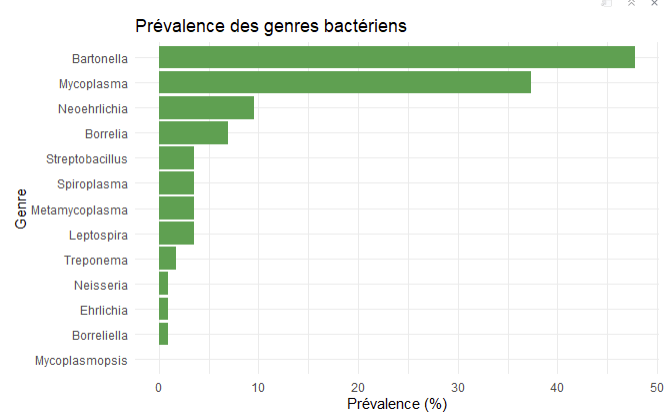 Prévalence des genres bactériens
Bartonella
Mycoplasma
Neoehrlichia
Borrelia
Streptobacillus
Spiroplasma
Metamycoplasma
Leptospira
Treponema
Neisseria
Ehrlichia
Borreliella
Mycoplasmopsis
Genre
0 10 20 30 40 50
Prévalence (%)